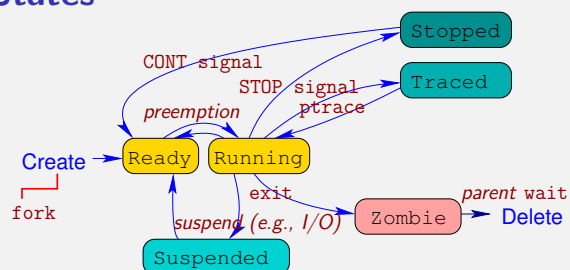 States
Stopped
CONT signal
STOP signal
Traced
ptrace
preemption
Create
Ready
Running
fork
exit
parent wait
suspend (e.g., I/O)
Zombie
Delete
Suspended